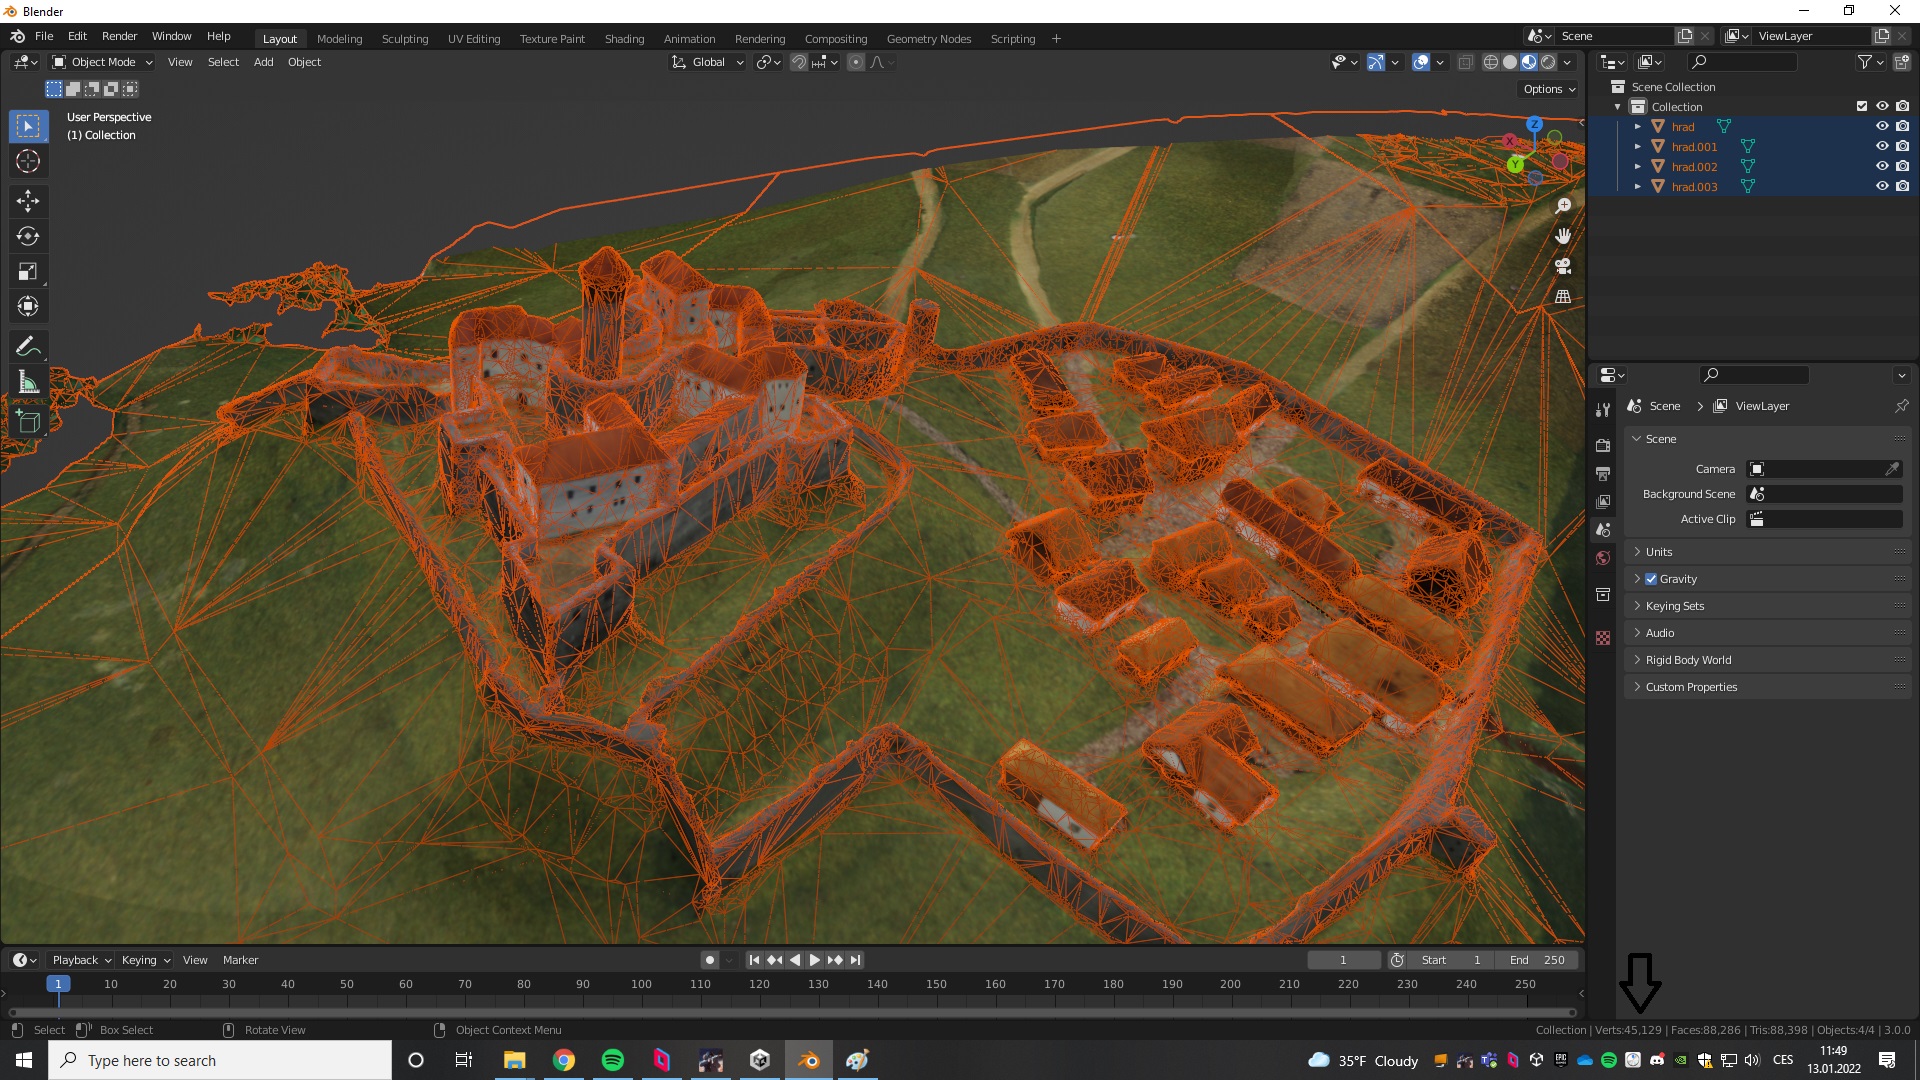 Blender
File Edit Render Window Help
Layout Modeling Sculpting UV Editing Texture Paint Shading Animation Rendering Compositing Geometry Nodes Scripting +
Scene
ViewLayer
Object Mode View Select Add Object
Global
Options
User Perspective
(1) Collection
Z
X
Y
Scene Collection
Collection
hrad
hrad.001
hrad.002
hrad.003
Scene > ViewLayer
Scene
Camera
Background Scene
Active Clip
Units
Gravity
Keying Sets
Audio
Rigid Body World
Custom Properties
Playback Keying View Marker
1 Start 1 End 250
1 10 20 30 40 50 60 70 80 90 100 110 120 130 140 150 160 170 180 190 200 210 220 230 240 250
Select Box Select Rotate View Object Context Menu
Collection | Verts:45,129 | Faces:88,286 | Tris:88,398 | Objects:4/4 | 3.0.0
Type here to search
35°F Cloudy
CES
11:49
13.01.2022